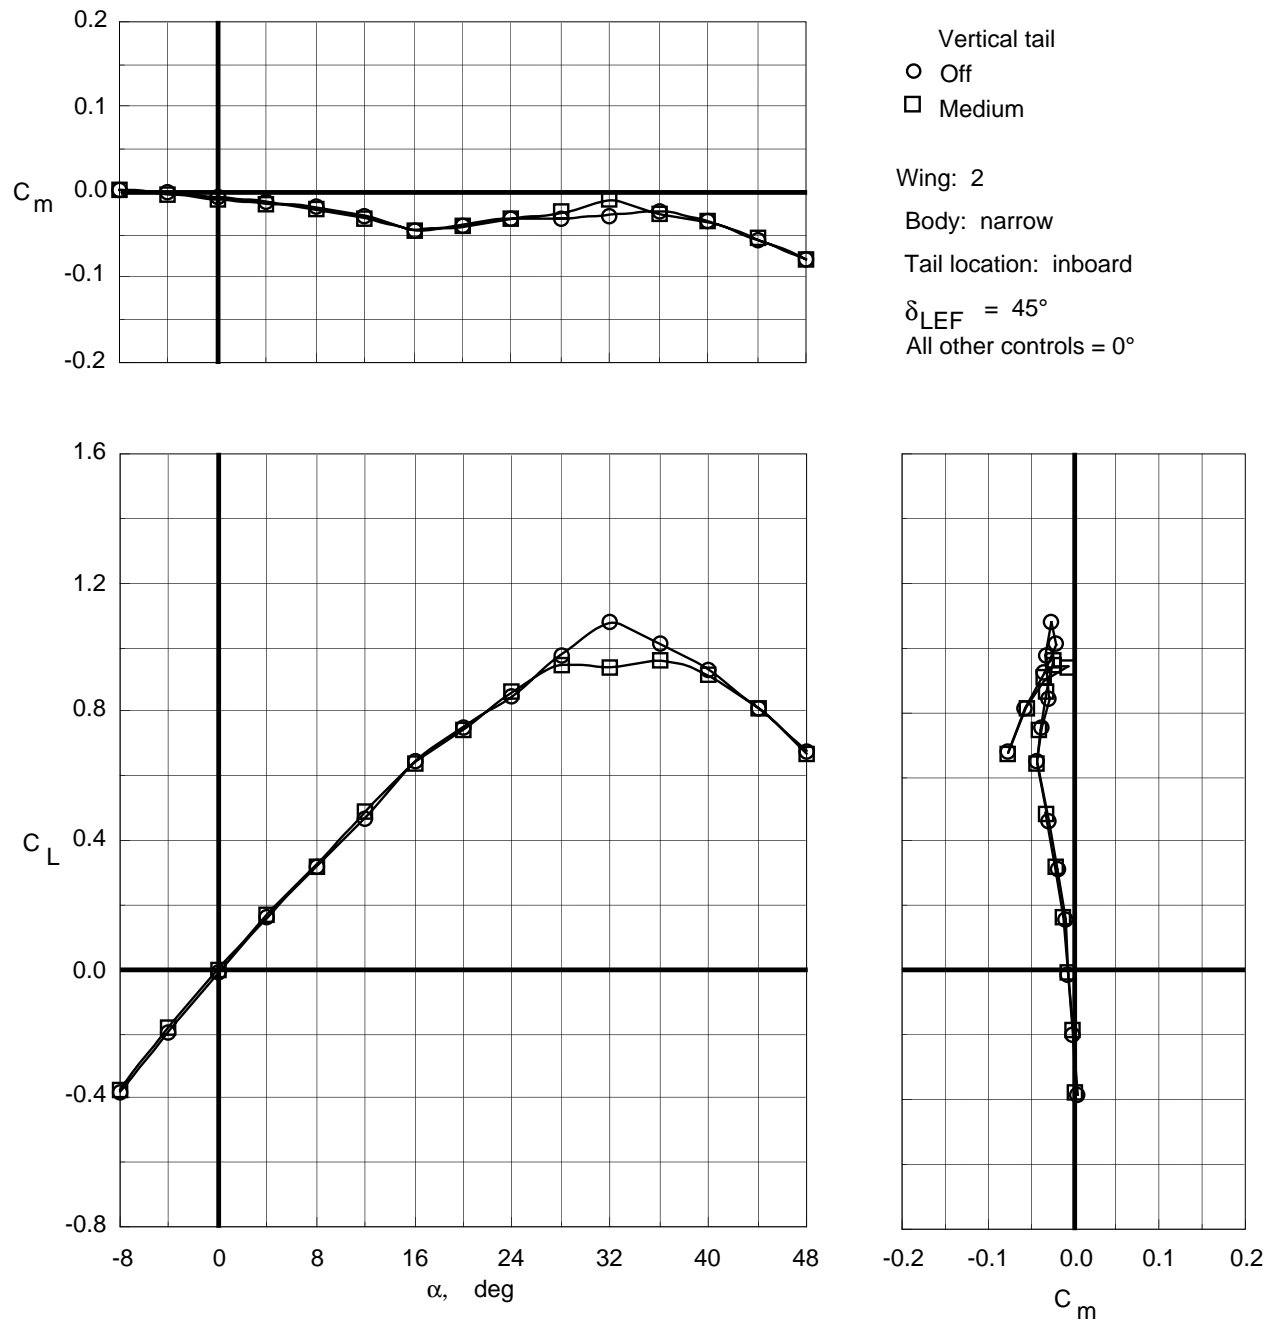 0.2
0.1
0.0
-0.1
-0.2
C m
Vertical tail
Off
Medium
Wing: 2
Body: narrow
Tail location: inboard
δLEF = 45°
All other controls = 0°
1.6
1.2
0.8
0.4
0.0
-0.4
-0.8
C L
-8 0 8 16 24 32 40 48
α, deg
-0.2 -0.1 0.0 0.1 0.2
C m